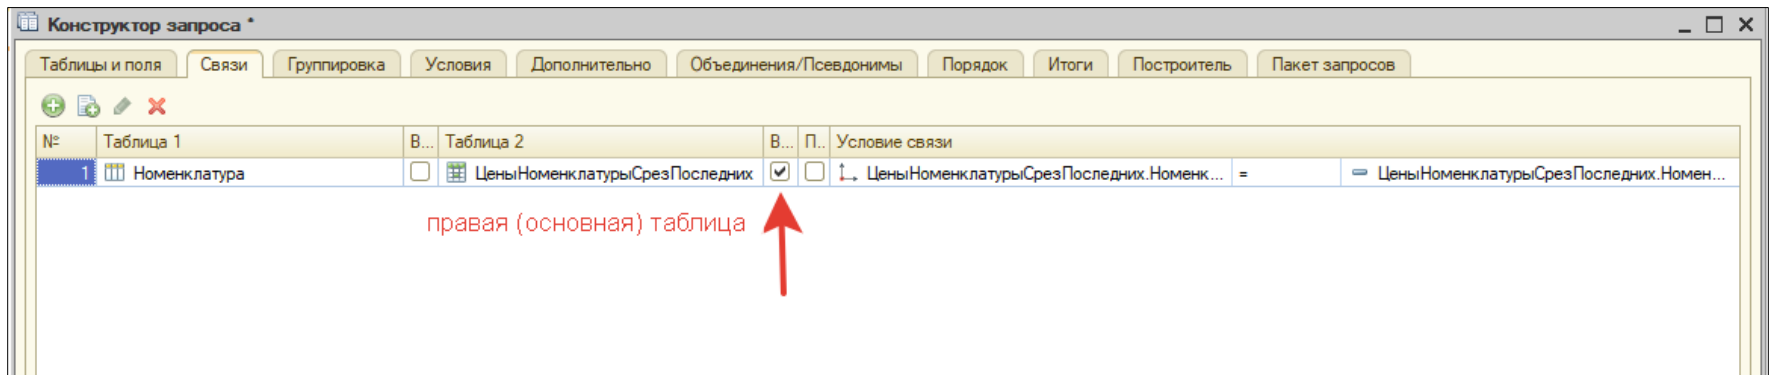 Конструктор запроса *
Таблицы и поля Связи Группировка Условия Дополнительно Объединения/Псевдонимы Порядок Итоги Построитель Пакет запросов
№ Таблица 1 В... Таблица 2 В... П.. Условие связи
1 Номенклатура ЦеныНоменклатурыСрезПоследних ЦеныНоменклатурыСрезПоследних.Номенк... = ЦеныНоменклатурыСрезПоследних.Номен...
правая (основная) таблица